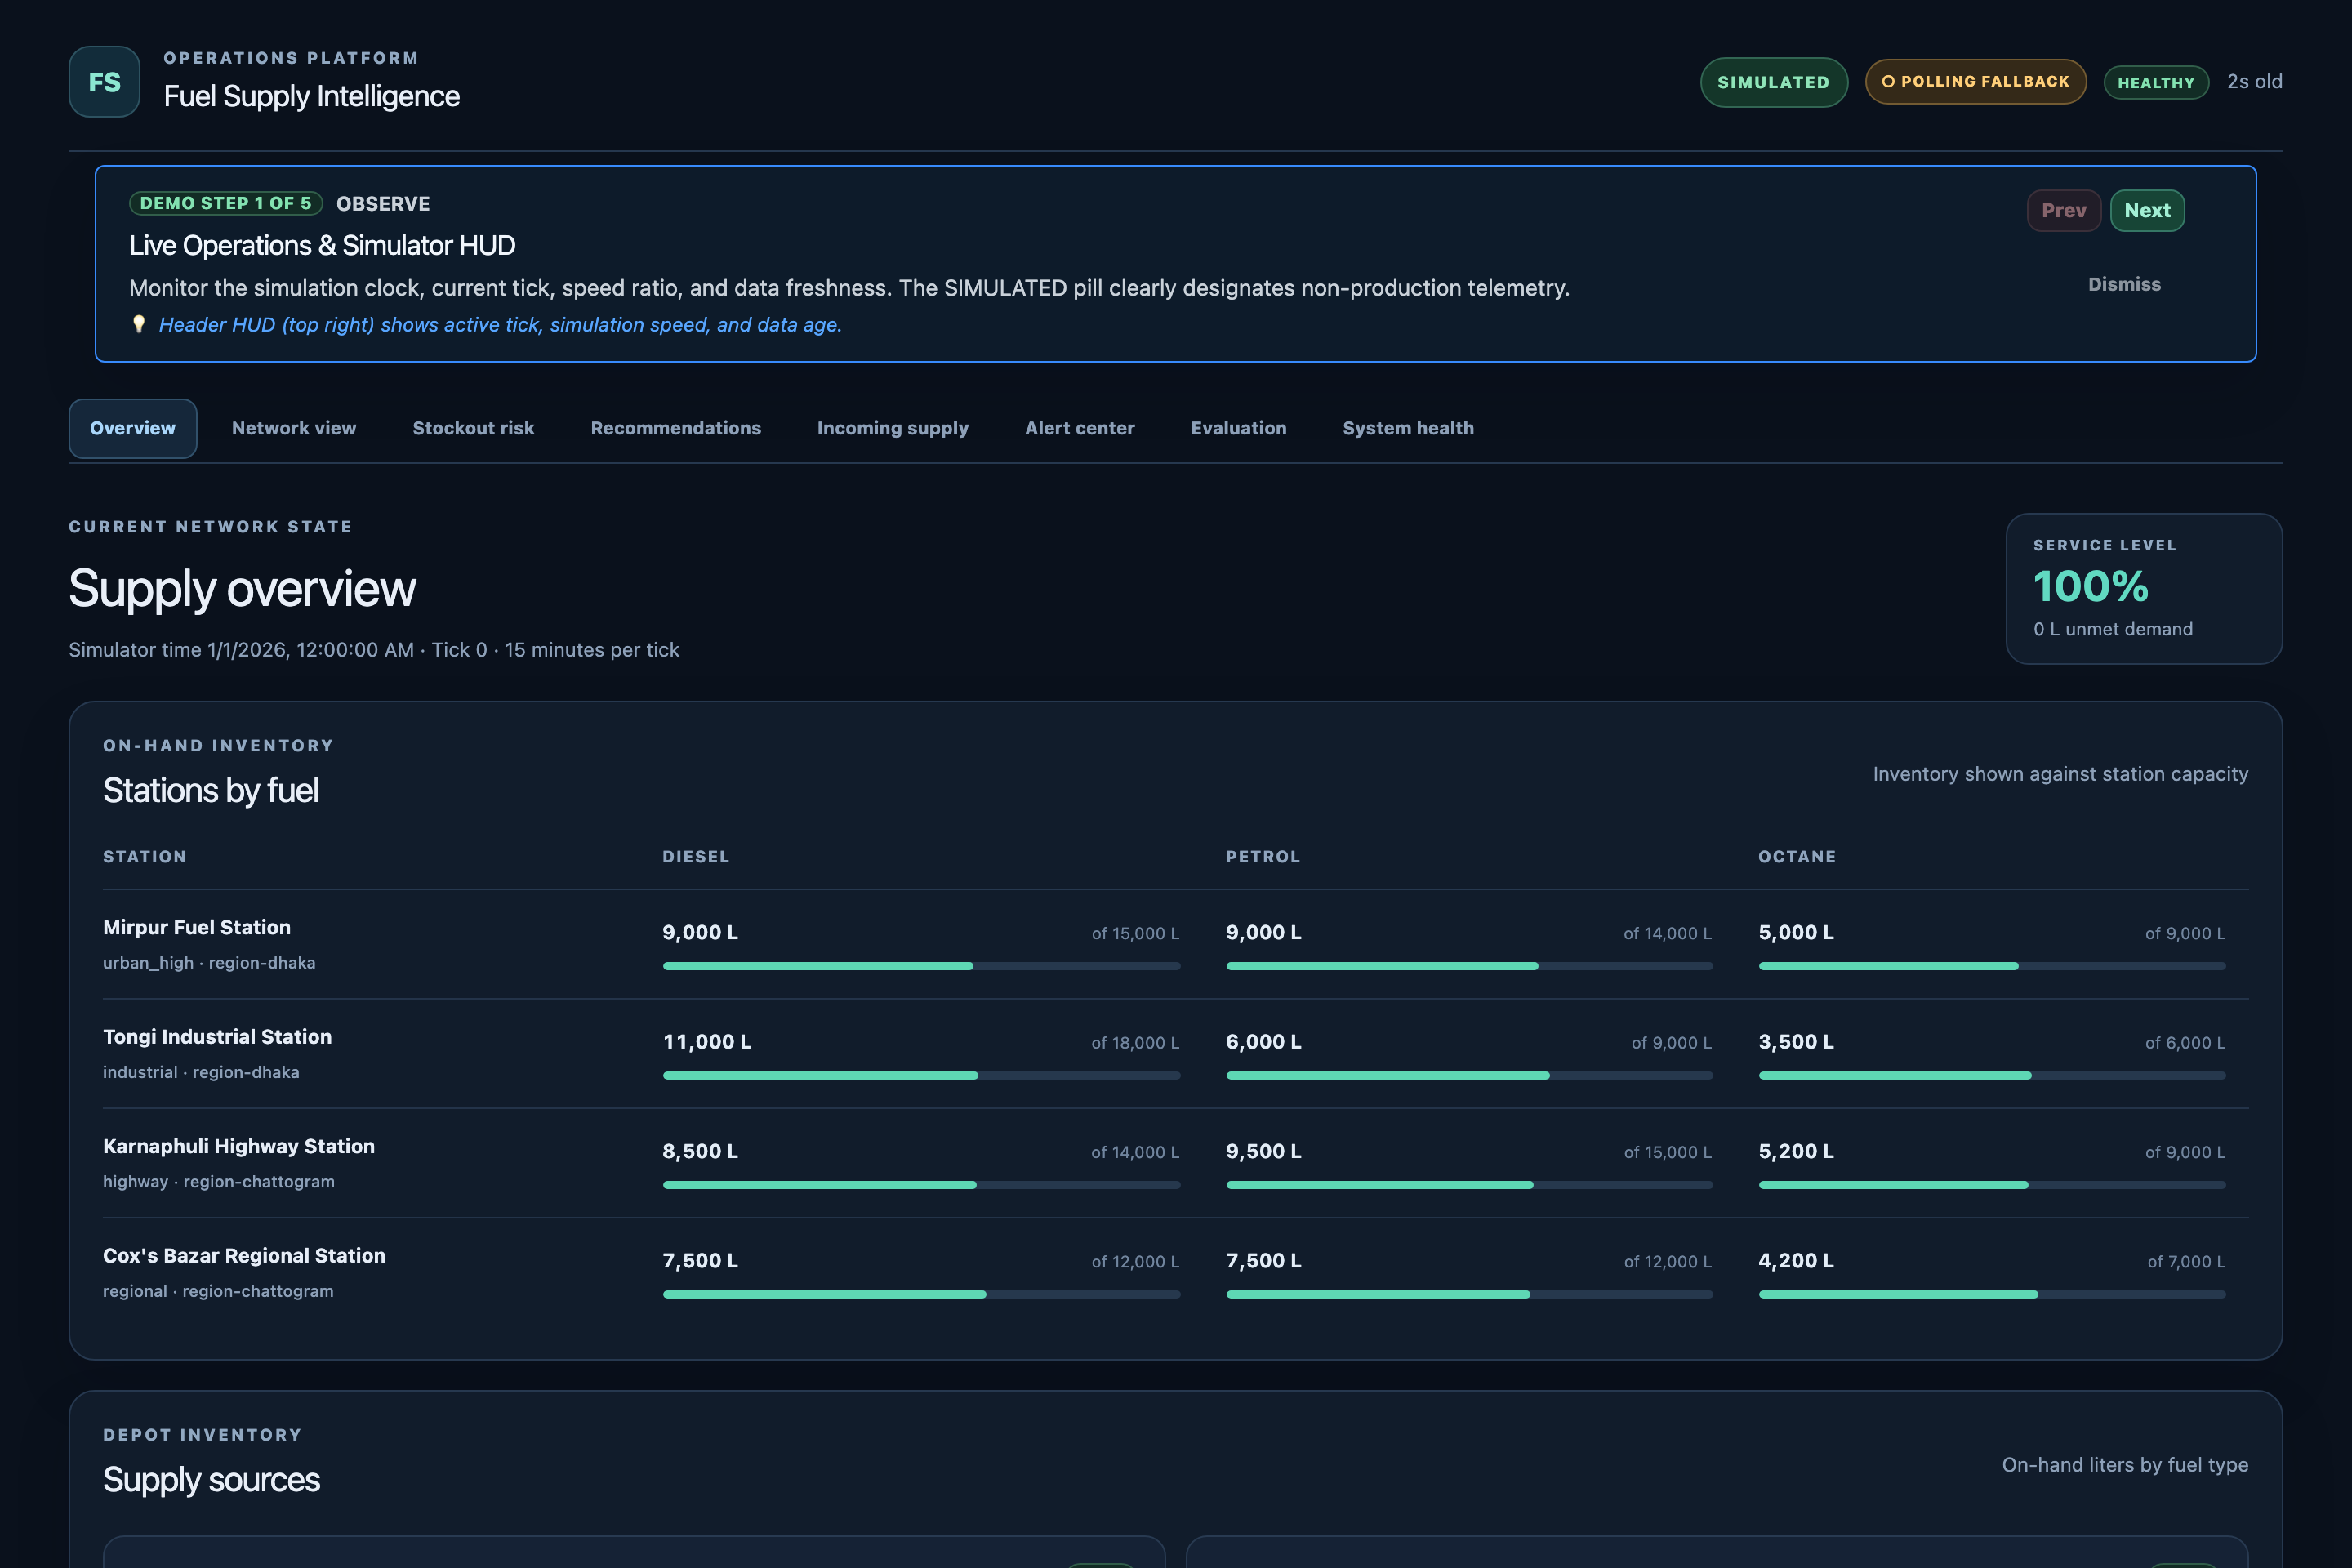 FS
OPERATIONS PLATFORM
Fuel Supply Intelligence
SIMULATED
POLLING FALLBACK
HEALTHY
2s old
DEMO STEP 1 OF 5 OBSERVE
Live Operations & Simulator HUD
Monitor the simulation clock, current tick, speed ratio, and data freshness. The SIMULATED pill clearly designates non-production telemetry.
Header HUD (top right) shows active tick, simulation speed, and data age.
Prev Next
Dismiss
Overview Network view Stockout risk Recommendations Incoming supply Alert center Evaluation System health
CURRENT NETWORK STATE
Supply overview
Simulator time 1/1/2026, 12:00:00 AM · Tick 0 · 15 minutes per tick
SERVICE LEVEL
100%
0 L unmet demand
ON-HAND INVENTORY
Stations by fuel
Inventory shown against station capacity
STATION DIESEL PETROL OCTANE
Mirpur Fuel Station 9,000 L of 15,000 L 9,000 L of 14,000 L 5,000 L of 9,000 L
urban_high · region-dhaka
Tongi Industrial Station 11,000 L of 18,000 L 6,000 L of 9,000 L 3,500 L of 6,000 L
industrial · region-dhaka
Karnaphuli Highway Station 8,500 L of 14,000 L 9,500 L of 15,000 L 5,200 L of 9,000 L
highway · region-chattogram
Cox's Bazar Regional Station 7,500 L of 12,000 L 7,500 L of 12,000 L 4,200 L of 7,000 L
regional · region-chattogram
DEPOT INVENTORY
Supply sources
On-hand liters by fuel type